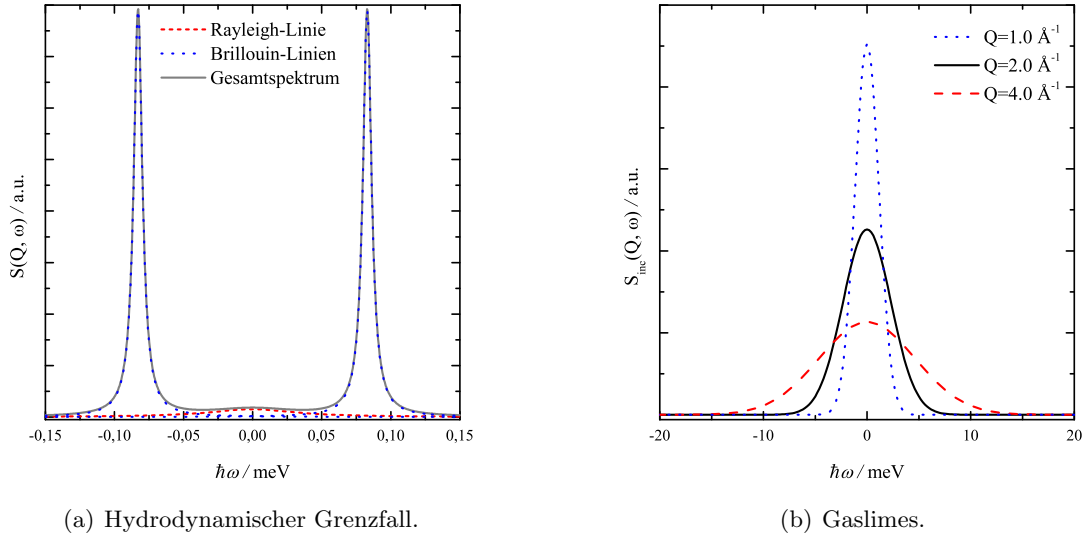 Rayleigh-Linie
Brillouin-Linien
Gesamtspektrum
S(Q, ω) / a.u.
-0,15 -0,10 -0,05 0,00 0,05 0,10 0,15
ħω / meV
(a) Hydrodynamischer Grenzfall.
Q=1.0 Å⁻¹
Q=2.0 Å⁻¹
Q=4.0 Å⁻¹
S_inc(Q, ω) / a.u.
-20 -10 0 10 20
ħω / meV
(b) Gaslimes.